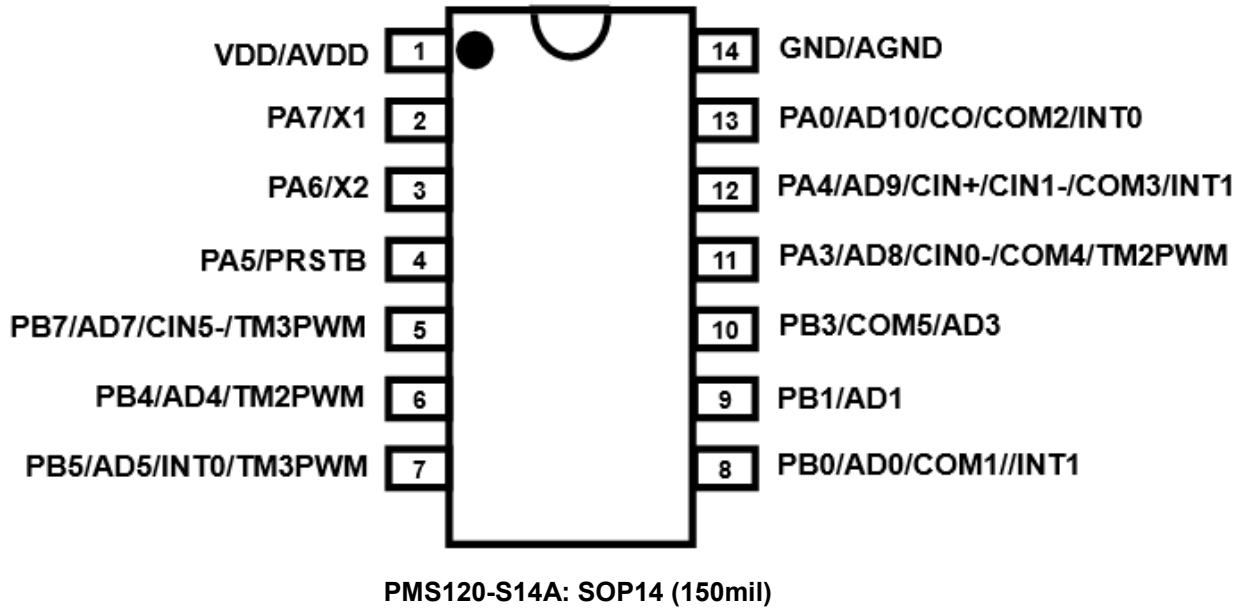 VDD/AVDD 1 14 GND/AGND
PA7/X1 2 13 PA0/AD10/CO/COM2/INT0
PA6/X2 3 12 PA4/AD9/CIN+/CIN1-/COM3/INT1
PA5/PRSTB 4 11 PA3/AD8/CIN0-/COM4/TM2PWM
PB7/AD7/CIN5-/TM3PWM 5 10 PB3/COM5/AD3
PB4/AD4/TM2PWM 6 9 PB1/AD1
PB5/AD5/INT0/TM3PWM 7 8 PB0/AD0/COM1//INT1
PMS120-S14A: SOP14 (150mil)